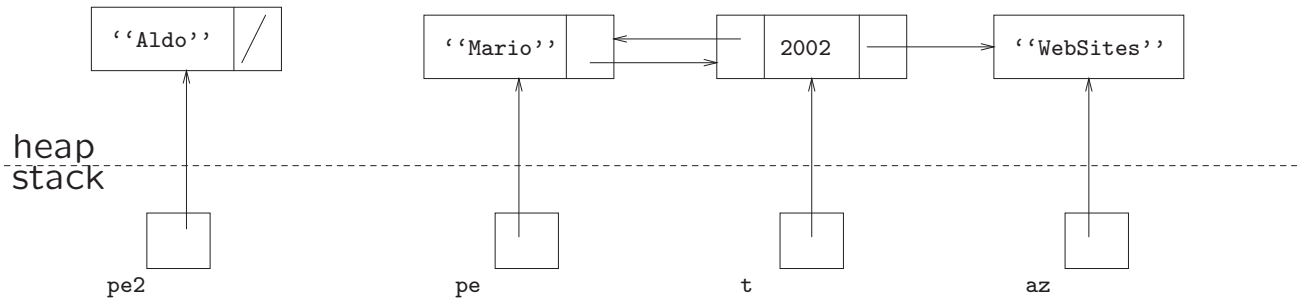 ‘‘Aldo’’
‘‘Mario’’ 2002 ‘‘WebSites’’
heap
stack
pe2 pe t az